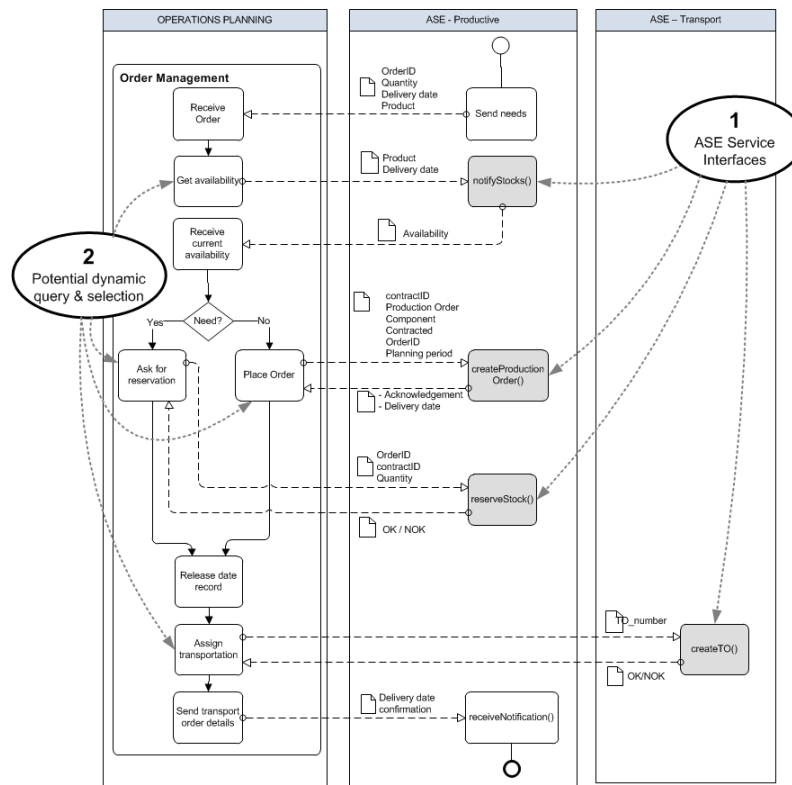 OPERATIONS PLANNING
ASE - Productive
ASE – Transport
Order Management
OrderID
Quantity
Delivery date
Product
Receive
Order
Send needs
1
ASE Service
Interfaces
Product
Delivery date
Get availability
notifyStocks()
Receive
current
availability
Availability
2
Potential dynamic
query & selection
contractID
Production Order
Component
Contracted
OrderID
Planning period
Yes
Need?
No
Ask for
reservation
Place Order
createProduction
Order()
- Acknowledgement
- Delivery date
OrderID
contractID
Quantity
reserveStock()
OK / NOK
Release date
record
TO_number
Assign
transportation
createTO()
OK/NOK
Send transport
order details
Delivery date
confirmation
receiveNotification()